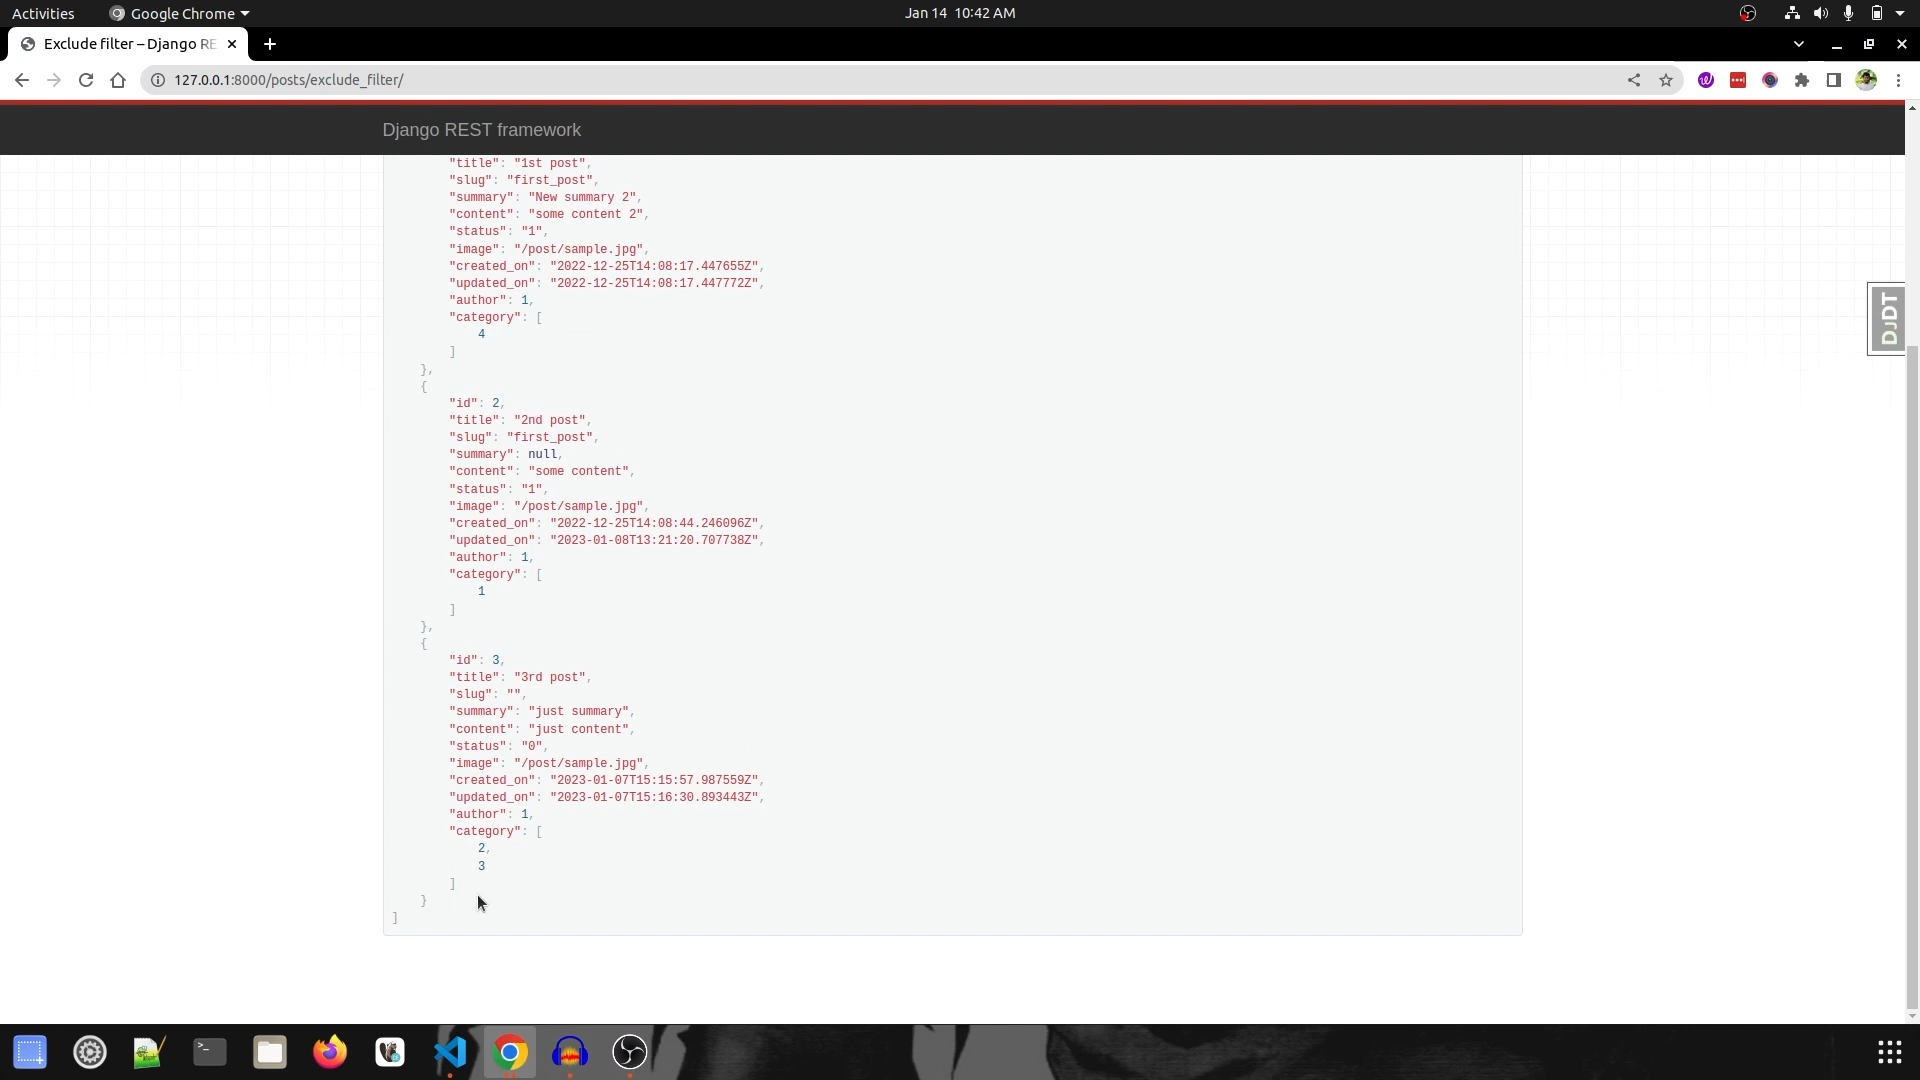 Activities
Google Chrome
Jan 14 10:42 AM
Exclude filter – Django RE
127.0.0.1:8000/posts/exclude_filter/
Django REST framework
"title": "1st post",
"slug": "first_post",
"summary": "New summary 2",
"content": "some content 2",
"status": "1",
"image": "/post/sample.jpg",
"created_on": "2022-12-25T14:08:17.447655Z",
"updated_on": "2022-12-25T14:08:17.447772Z",
"author": 1,
"category": [
4
]
},
{
"id": 2,
"title": "2nd post",
"slug": "first_post",
"summary": null,
"content": "some content",
"status": "1",
"image": "/post/sample.jpg",
"created_on": "2022-12-25T14:08:44.246096Z",
"updated_on": "2023-01-08T13:21:20.707738Z",
"author": 1,
"category": [
1
]
},
{
"id": 3,
"title": "3rd post",
"slug": "",
"summary": "just summary",
"content": "just content",
"status": "0",
"image": "/post/sample.jpg",
"created_on": "2023-01-07T15:15:57.987559Z",
"updated_on": "2023-01-07T15:16:30.893443Z",
"author": 1,
"category": [
2,
3
]
}
]
DJDT